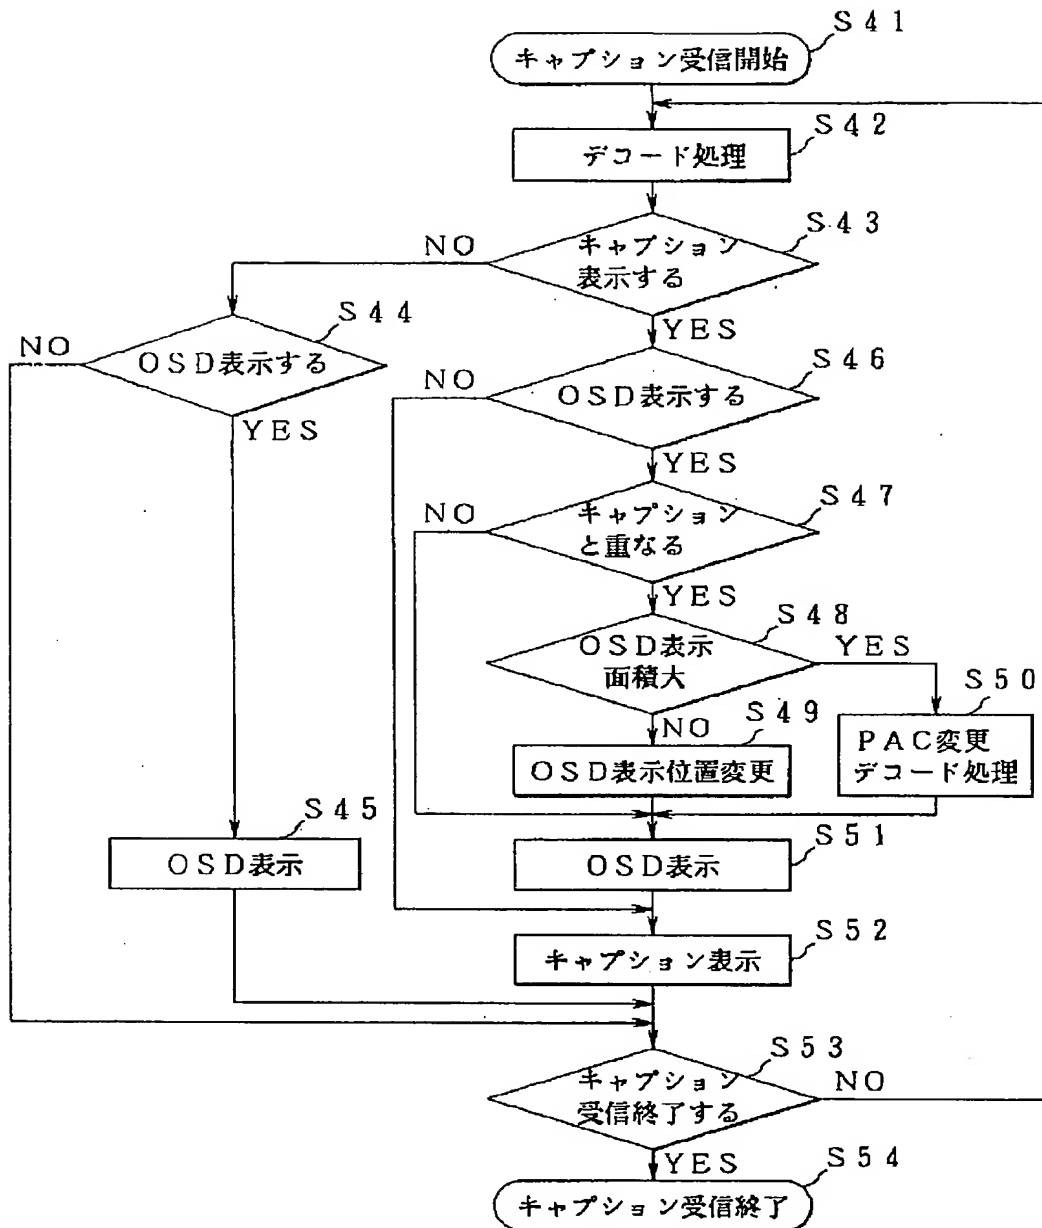 S41
キャプション受信開始
S42
デコード処理
S43
キャプション
表示する
NO
YES
S44
OSD表示する
NO
YES
S46
OSD表示する
NO
YES
S47
キャプション
と重なる
NO
YES
S48
OSD表示
面積大
YES
NO
S50
PAC変更
デコード処理
S49
OSD表示位置変更
S45
OSD表示
S51
OSD表示
S52
キャプション表示
S53
キャプション
受信終了する
NO
YES
S54
キャプション受信終了